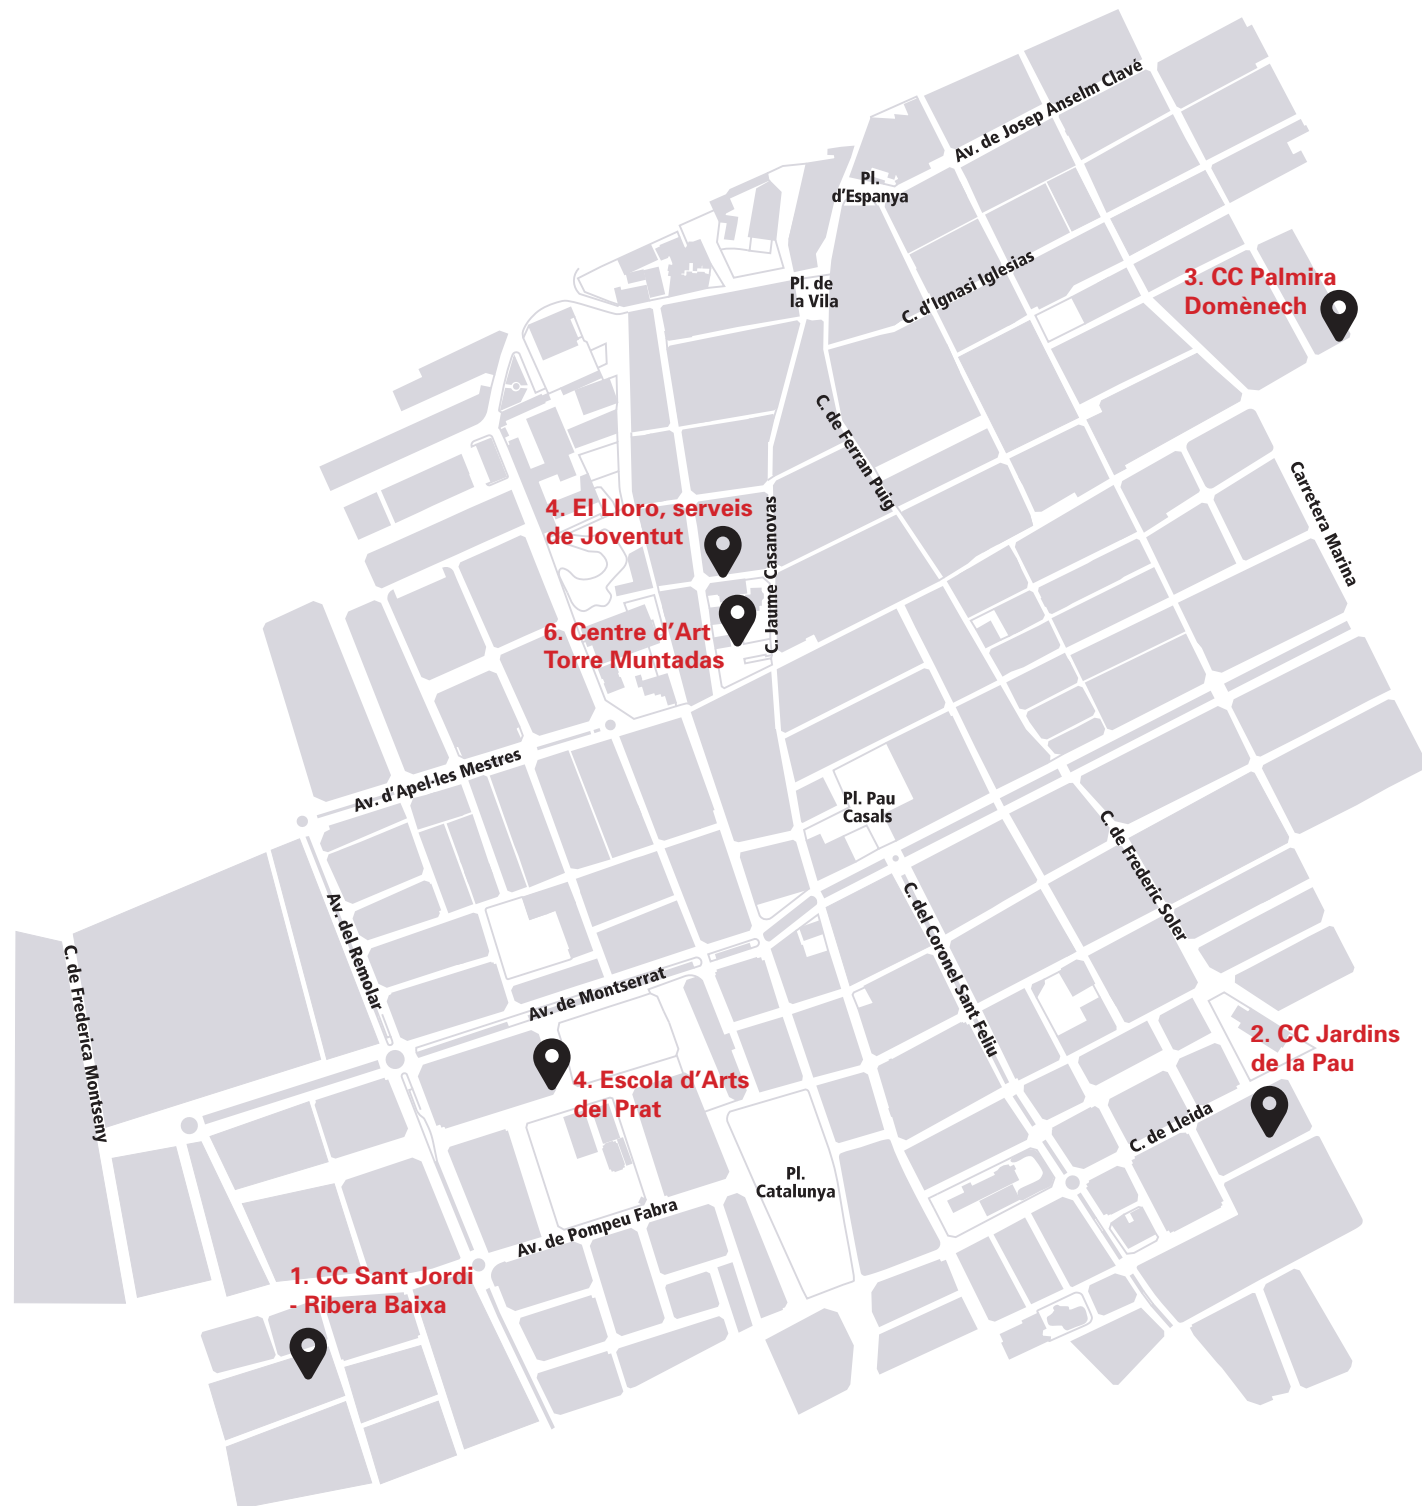 Av. de Josep Anselm Clavé
Pl.
d'Espanya
C. d'Ignasi Iglesias
Pl. de
la Vila
3. CC Palmira
Domènech
C. de Ferran Puig
Carretera Marina
4. El Lloro, serveis
de Joventut
C. Jaume Casanovas
6. Centre d'Art
Torre Muntadas
Av. d'Apel·les Mestres
Pl. Pau
Casals
C. de Frederic Soler
C. del Coronel Sant Feliu
Av. del Remolar
C. de Frederica Montseny
Av. de Montserrat
2. CC Jardins
de la Pau
4. Escola d'Arts
del Prat
C. de Lleida
Pl.
Catalunya
Av. de Pompeu Fabra
1. CC Sant Jordi
- Ribera Baixa